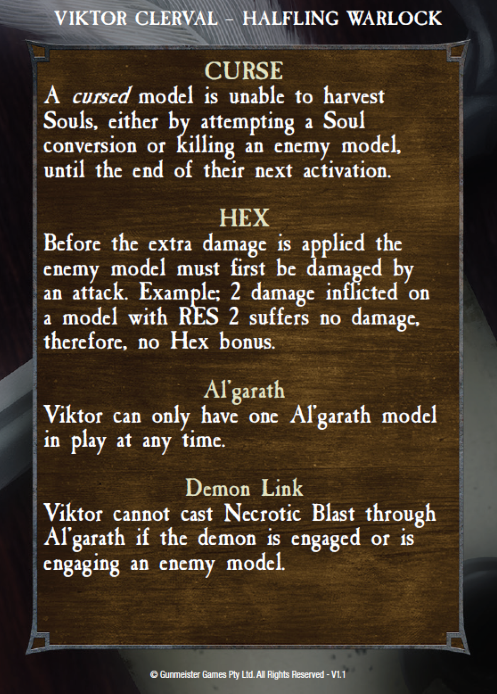 VIKTOR CLERVAL – HALFLING WARLOCK
CURSE
A cursed model is unable to harvest
Souls, either by attempting a Soul
conversion or killing an enemy model,
until the end of their next activation.
HEX
Before the extra damage is applied the
enemy model must first be damaged by
an attack. Example; 2 damage inflicted on
a model with RES 2 suffers no damage,
therefore, no Hex bonus.
Al'garath
Viktor can only have one Al'garath model
in play at any time.
Demon Link
Viktor cannot cast Necrotic Blast through
Al'garath if the demon is engaged or is
engaging an enemy model.
© Gunmeister Games Pty Ltd. All Rights Reserved - V1.1